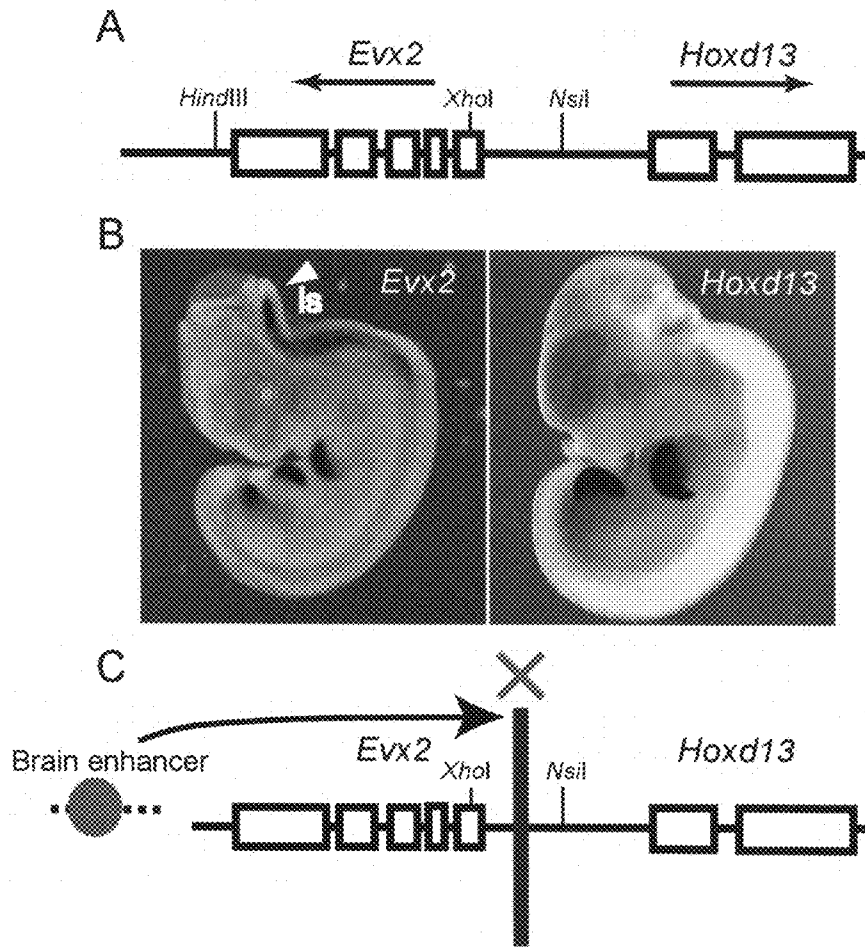 A
Evx2 Hoxd13
HindIII XhoI NsiI
B
Is Evx2 Hoxd13
C
Evx2 Hoxd13
Brain enhancer XhoI NsiI